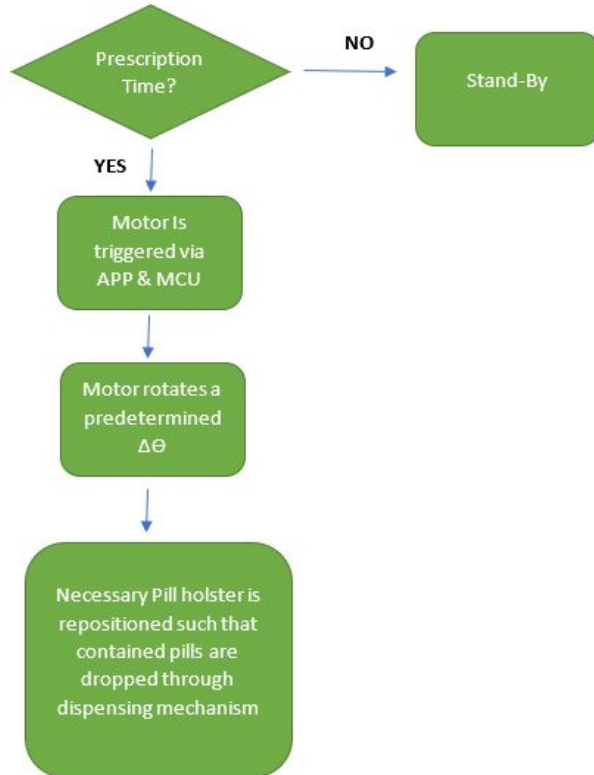 Prescription
Time?
NO
Stand-By
YES
Motor Is
triggered via
APP & MCU
Motor rotates a
predetermined
ΔΘ
Necessary Pill holster is
repositioned such that
contained pills are
dropped through
dispensing mechanism